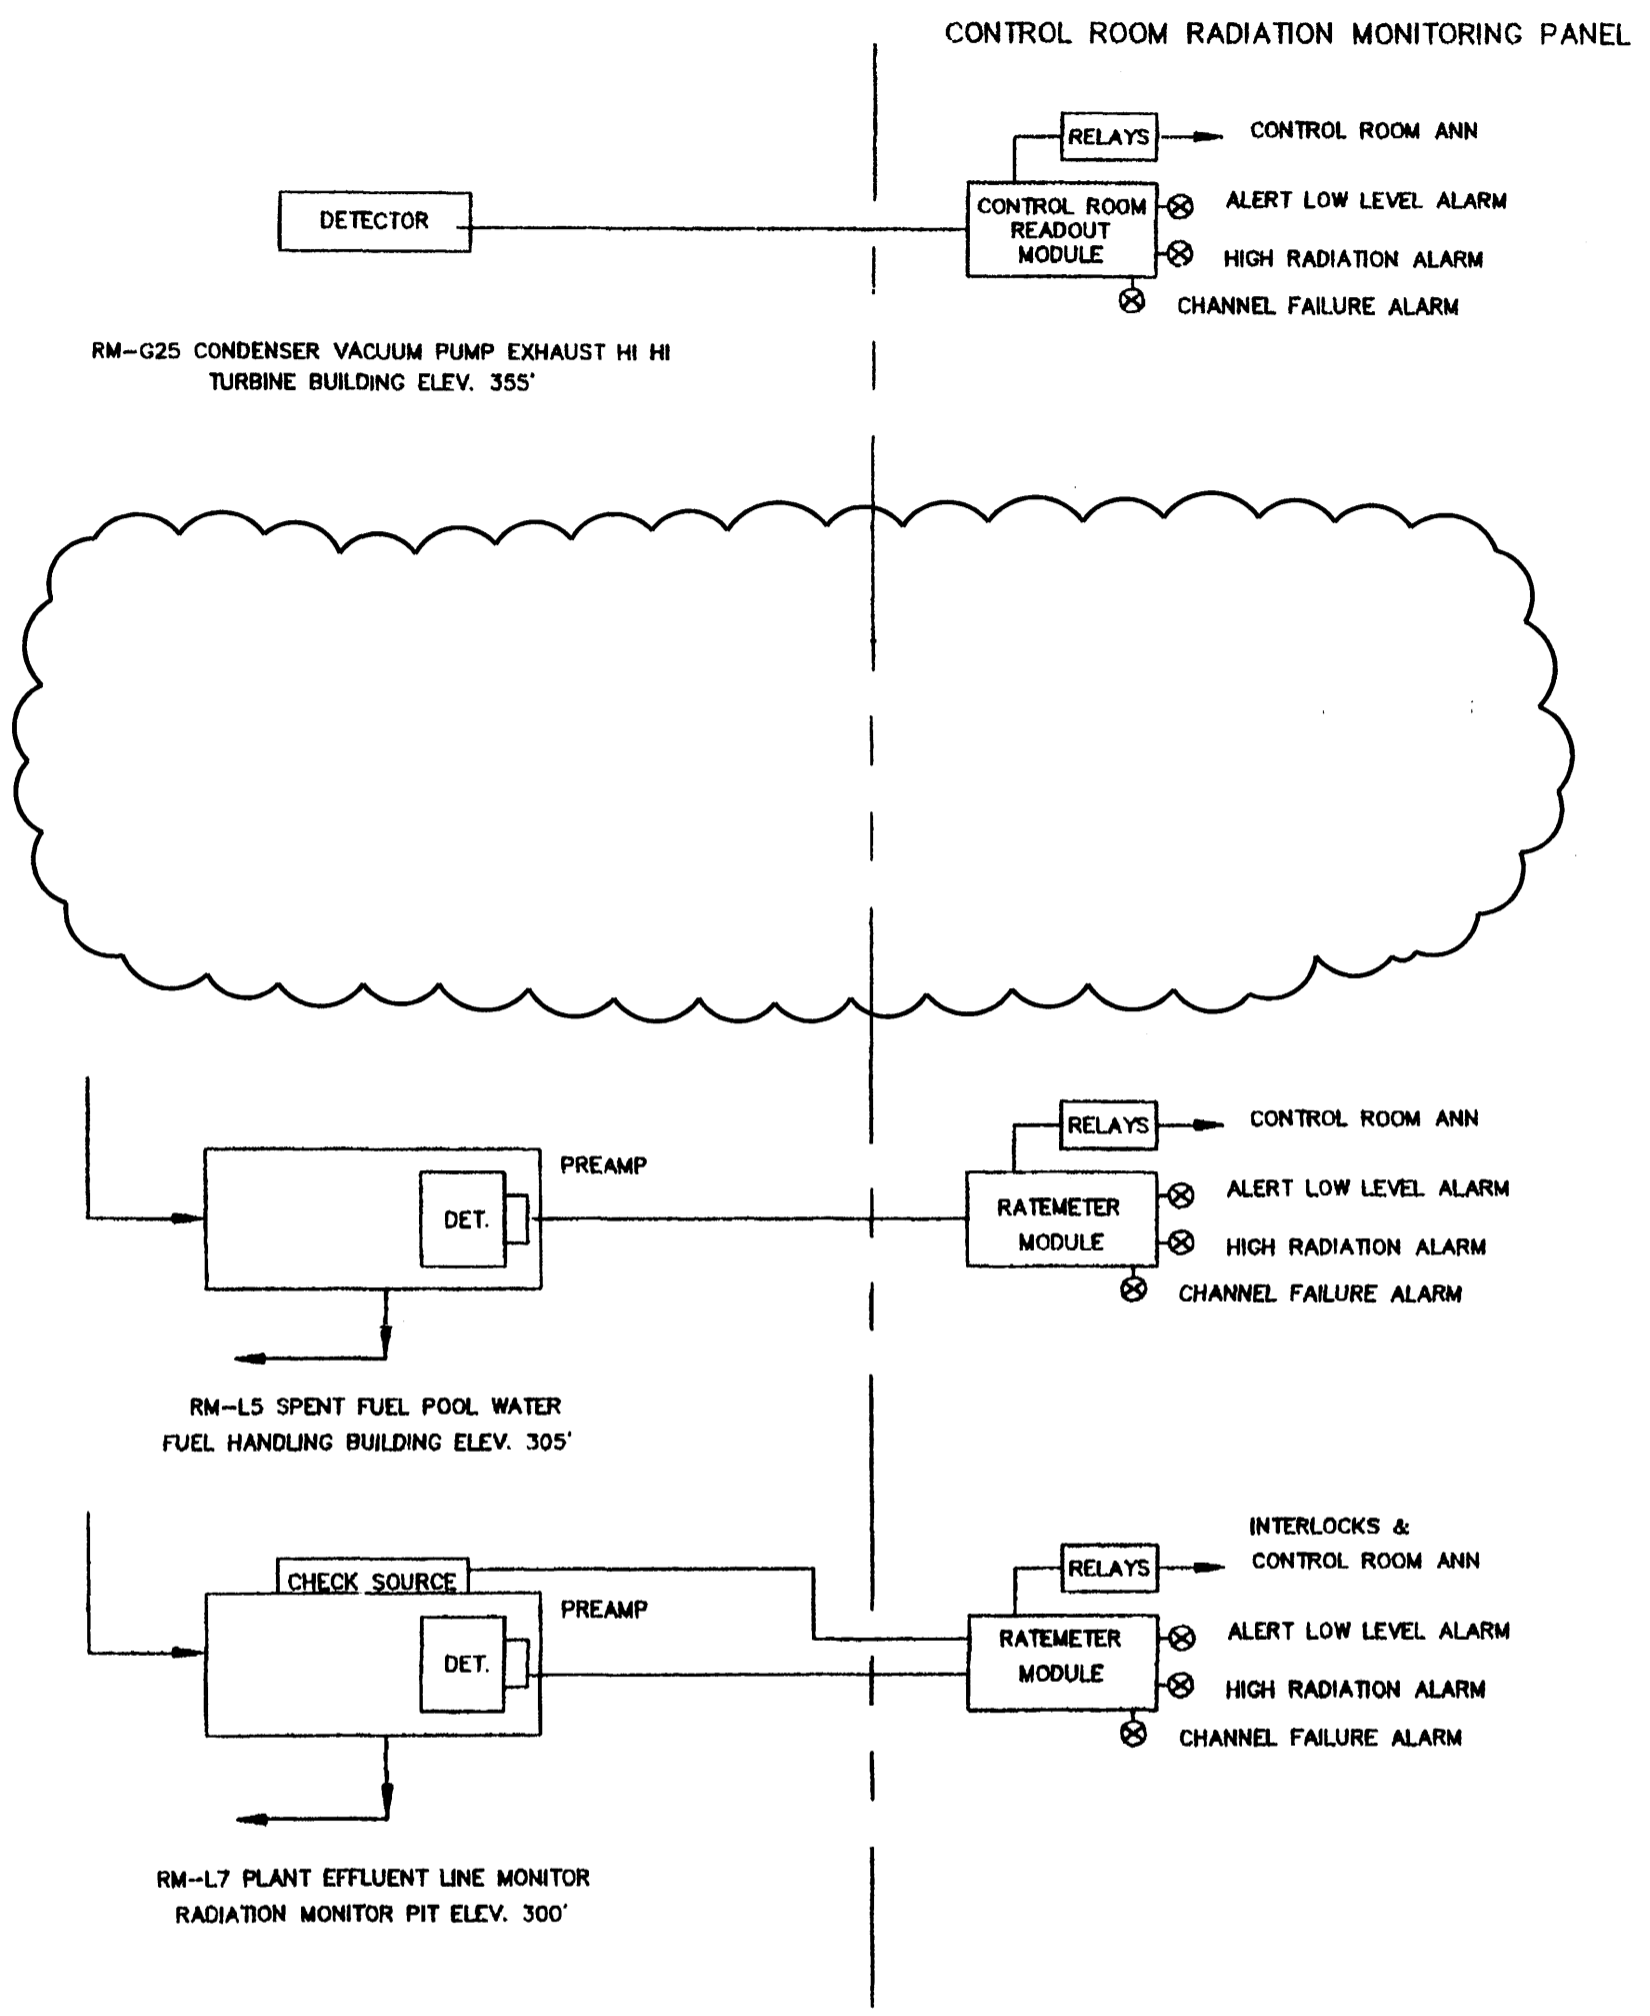 CONTROL ROOM RADIATION MONITORING PANEL
RELAYS
CONTROL ROOM ANN
DETECTOR
CONTROL ROOM
READOUT
MODULE
ALERT LOW LEVEL ALARM
HIGH RADIATION ALARM
CHANNEL FAILURE ALARM
RM-G25 CONDENSER VACUUM PUMP EXHAUST HI HI
TURBINE BUILDING ELEV. 355'
RELAYS
CONTROL ROOM ANN
PREAMP
DET.
RATEMETER
MODULE
ALERT LOW LEVEL ALARM
HIGH RADIATION ALARM
CHANNEL FAILURE ALARM
RM-L5 SPENT FUEL POOL WATER
FUEL HANDLING BUILDING ELEV. 305'
INTERLOCKS &
CONTROL ROOM ANN
RELAYS
CHECK SOURCE
PREAMP
DET.
RATEMETER
MODULE
ALERT LOW LEVEL ALARM
HIGH RADIATION ALARM
CHANNEL FAILURE ALARM
RM-L7 PLANT EFFLUENT LINE MONITOR
RADIATION MONITOR PIT ELEV. 300'